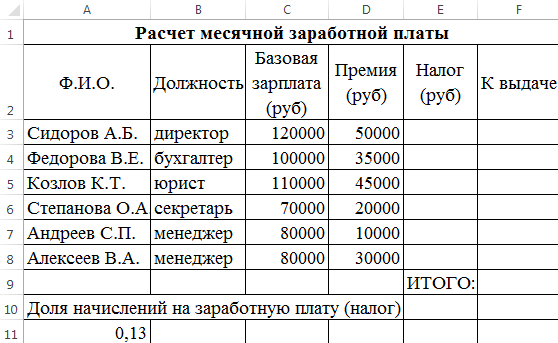 A B C D E F
1 Расчет месячной заработной платы
2 Ф.И.О. Должность Базовая зарплата (руб) Премия (руб) Налог (руб) К выдаче
3 Сидоров А.Б. директор 120000 50000
4 Федорова В.Е. бухгалтер 100000 35000
5 Козлов К.Т. юрист 110000 45000
6 Степанова О.А секретарь 70000 20000
7 Андреев С.П. менеджер 80000 10000
8 Алексеев В.А. менеджер 80000 30000
9 ИТОГО:
10 Доля начислений на заработную плату (налог)
11 0,13